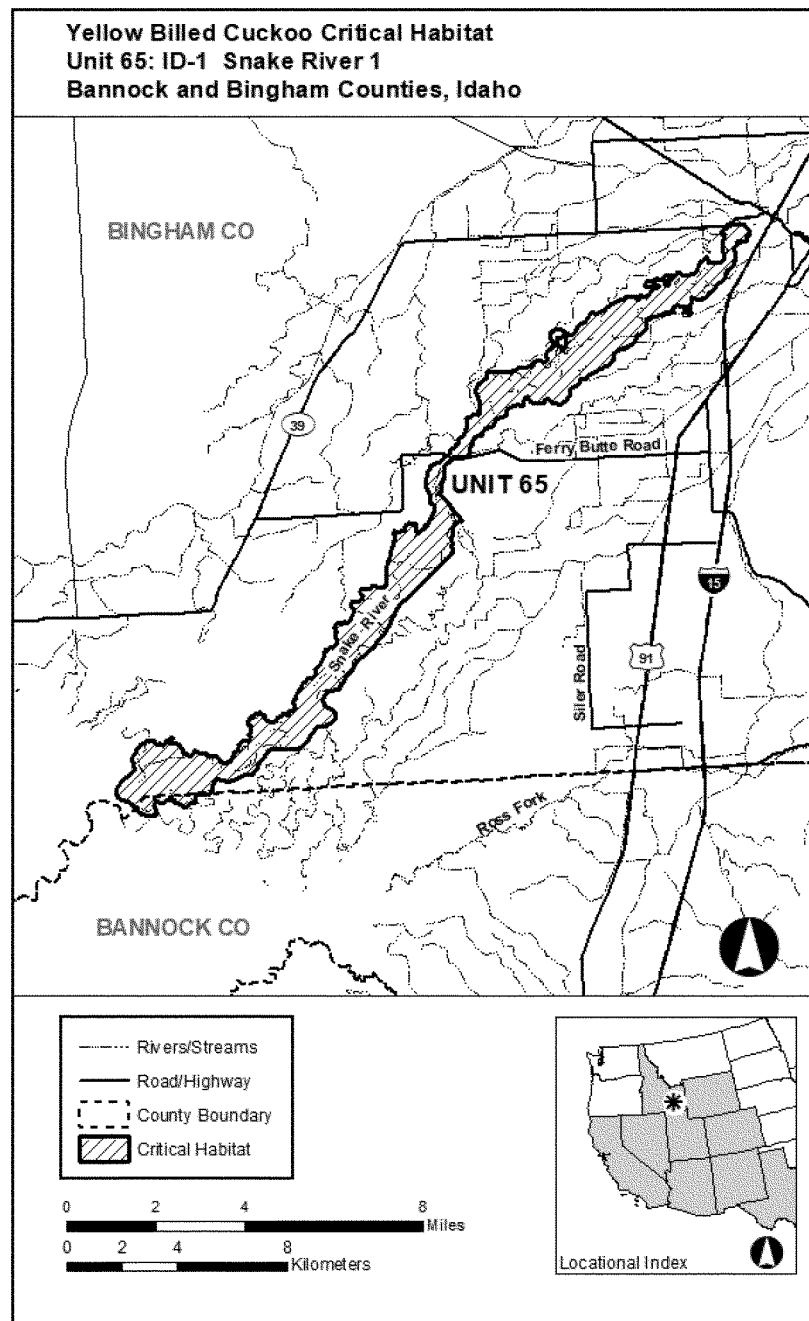 Yellow Billed Cuckoo Critical Habitat
Unit 65: ID-1 Snake River 1
Bannock and Bingham Counties, Idaho
BINGHAM CO
39
Ferry Butte Road
UNIT 65
15
Snake River
Siler Road
91
Ross Fork
BANNOCK CO
Rivers/Streams
Road/Highway
County Boundary
Critical Habitat
0 2 4 8
Miles
0 2 4 8
Kilometers
Locational Index